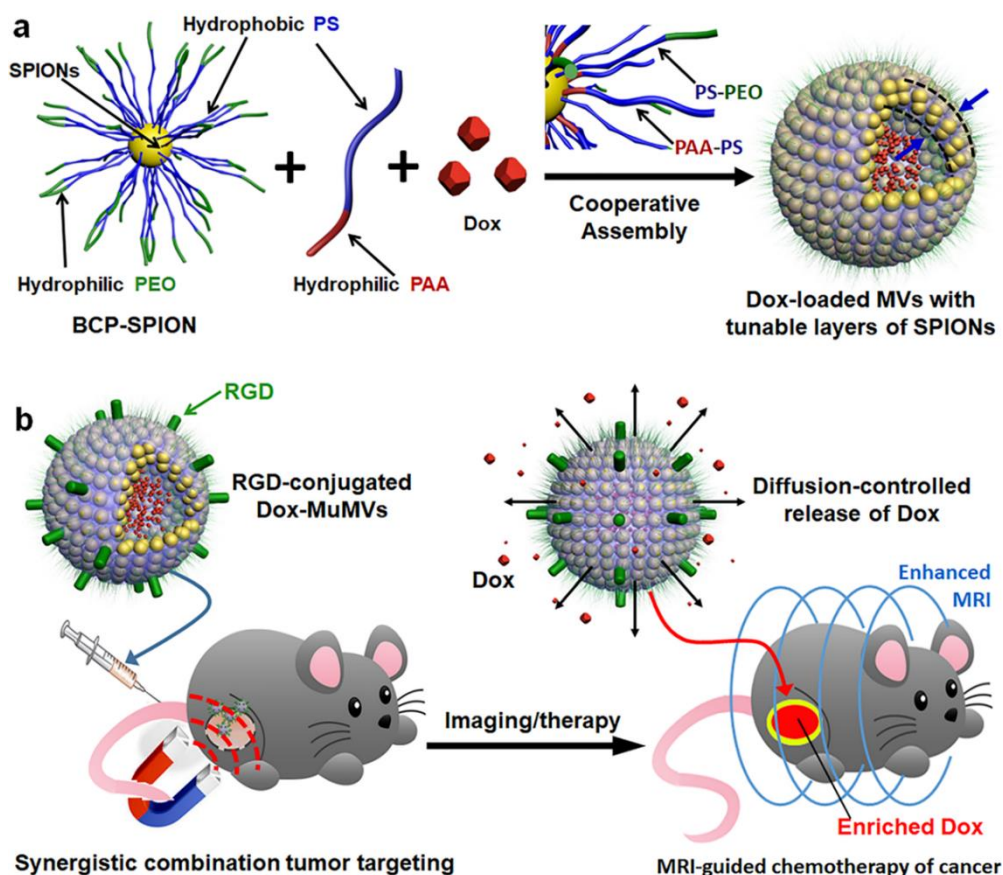 a
Hydrophobic PS
SPIONs
PS-PEO
PAA-PS
Dox
Cooperative
Assembly
Hydrophilic PEO
Hydrophilic PAA
BCP-SPION
Dox-loaded MVs with
tunable layers of SPIONs
b
RGD
RGD-conjugated
Dox-MuMVs
Diffusion-controlled
release of Dox
Dox
Enhanced
MRI
Imaging/therapy
Enriched Dox
Synergistic combination tumor targeting
MRI-guided chemotherapy of cancer